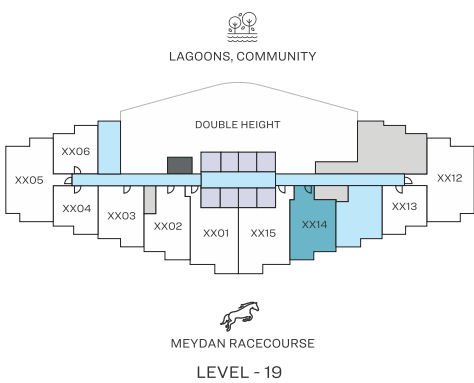 LAGOONS, COMMUNITY
DOUBLE HEIGHT
XX06
XX05
XX12
XX04
XX03
XX02
XX01
XX15
XX14
XX13
MEYDAN RACECOURSE
LEVEL - 19